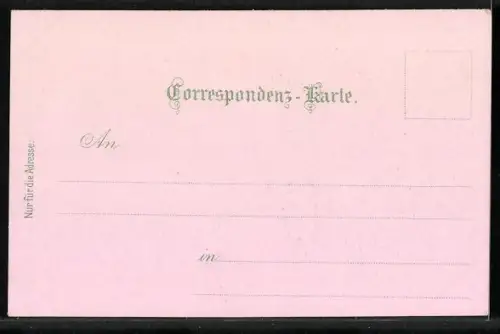 Correspondenz-Karte.
An
in
Nur für die Adresse.